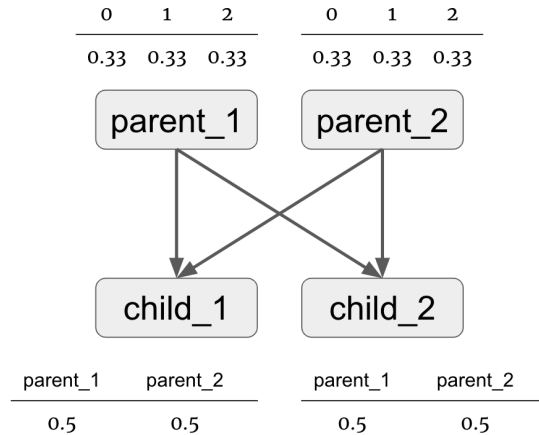 0 1 2 0 1 2
0.33 0.33 0.33 0.33 0.33 0.33
parent_1 parent_2
child_1 child_2
parent_1 parent_2 parent_1 parent_2
0.5 0.5 0.5 0.5